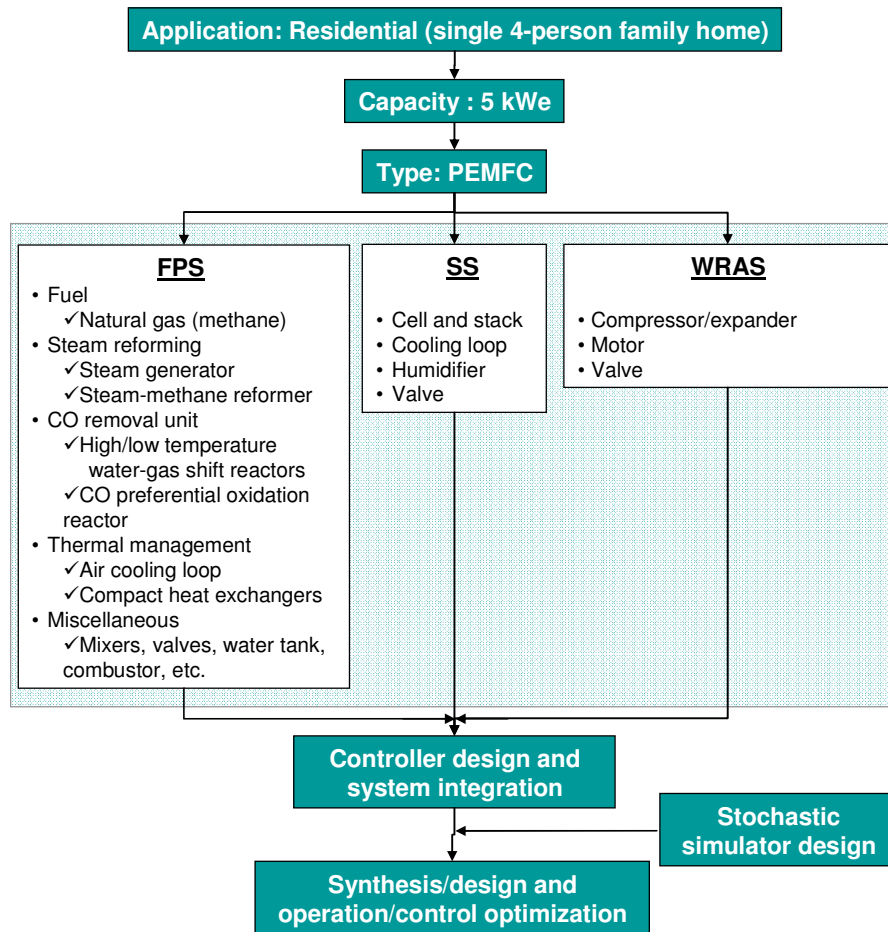 Application: Residential (single 4-person family home)
Capacity : 5 kWe
Type: PEMFC
FPS
• Fuel
✓Natural gas (methane)
• Steam reforming
✓Steam generator
✓Steam-methane reformer
• CO removal unit
✓High/low temperature
water-gas shift reactors
✓CO preferential oxidation
reactor
• Thermal management
✓Air cooling loop
✓Compact heat exchangers
• Miscellaneous
✓Mixers, valves, water tank,
combustor, etc.
SS
• Cell and stack
• Cooling loop
• Humidifier
• Valve
WRAS
• Compressor/expander
• Motor
• Valve
Controller design and
system integration
Stochastic
simulator design
Synthesis/design and
operation/control optimization